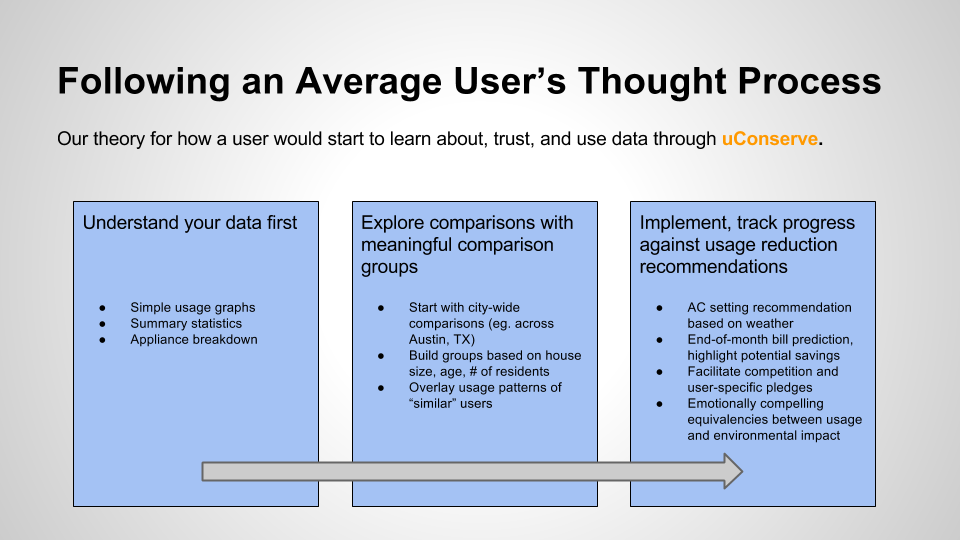 Following an Average User’s Thought Process
Our theory for how a user would start to learn about, trust, and use data through uConserve.
Understand your data first
● Simple usage graphs
● Summary statistics
● Appliance breakdown
Explore comparisons with
meaningful comparison
groups
● Start with city-wide
comparisons (eg. across
Austin, TX)
● Build groups based on house
size, age, # of residents
● Overlay usage patterns of
“similar” users
Implement, track progress
against usage reduction
recommendations
● AC setting recommendation
based on weather
● End-of-month bill prediction,
highlight potential savings
● Facilitate competition and
user-specific pledges
● Emotionally compelling
equivalencies between usage
and environmental impact